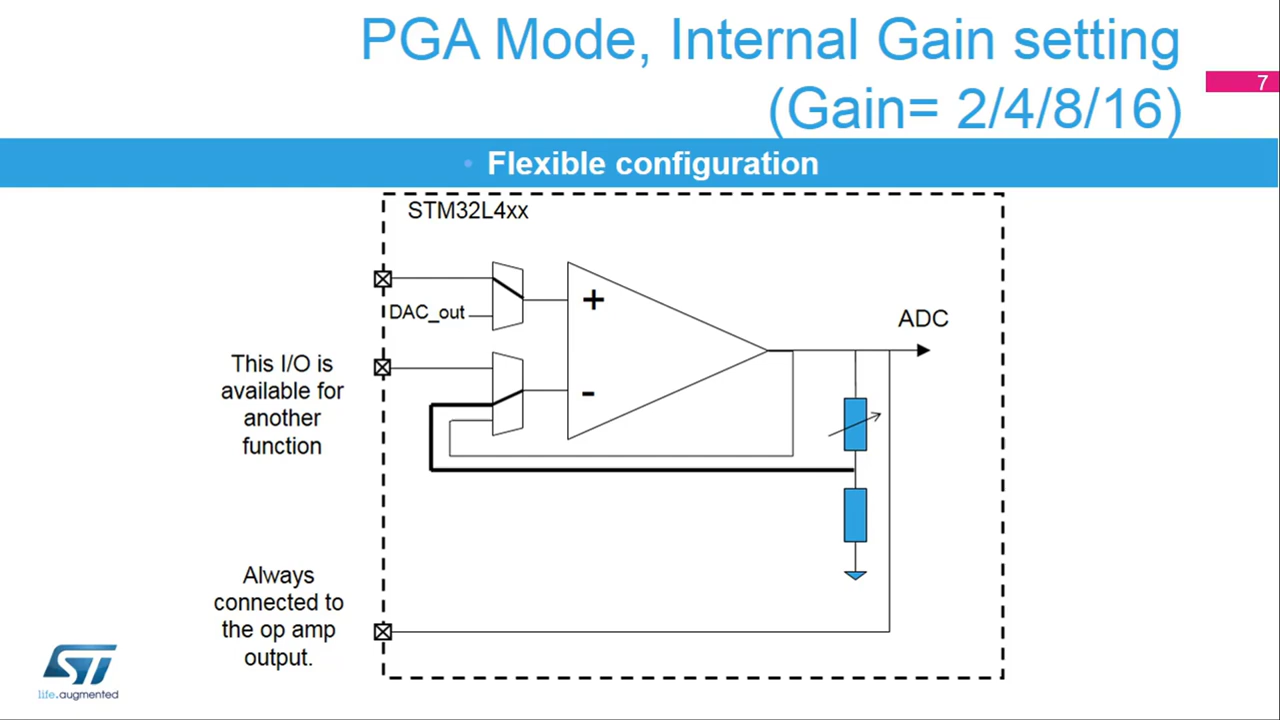 PGA Mode, Internal Gain setting
(Gain= 2/4/8/16)
7
• Flexible configuration
STM32L4xx
DAC_out
+
-
ADC
This I/O is
available for
another
function
Always
connected to
the op amp
output.
ST
life.augmented